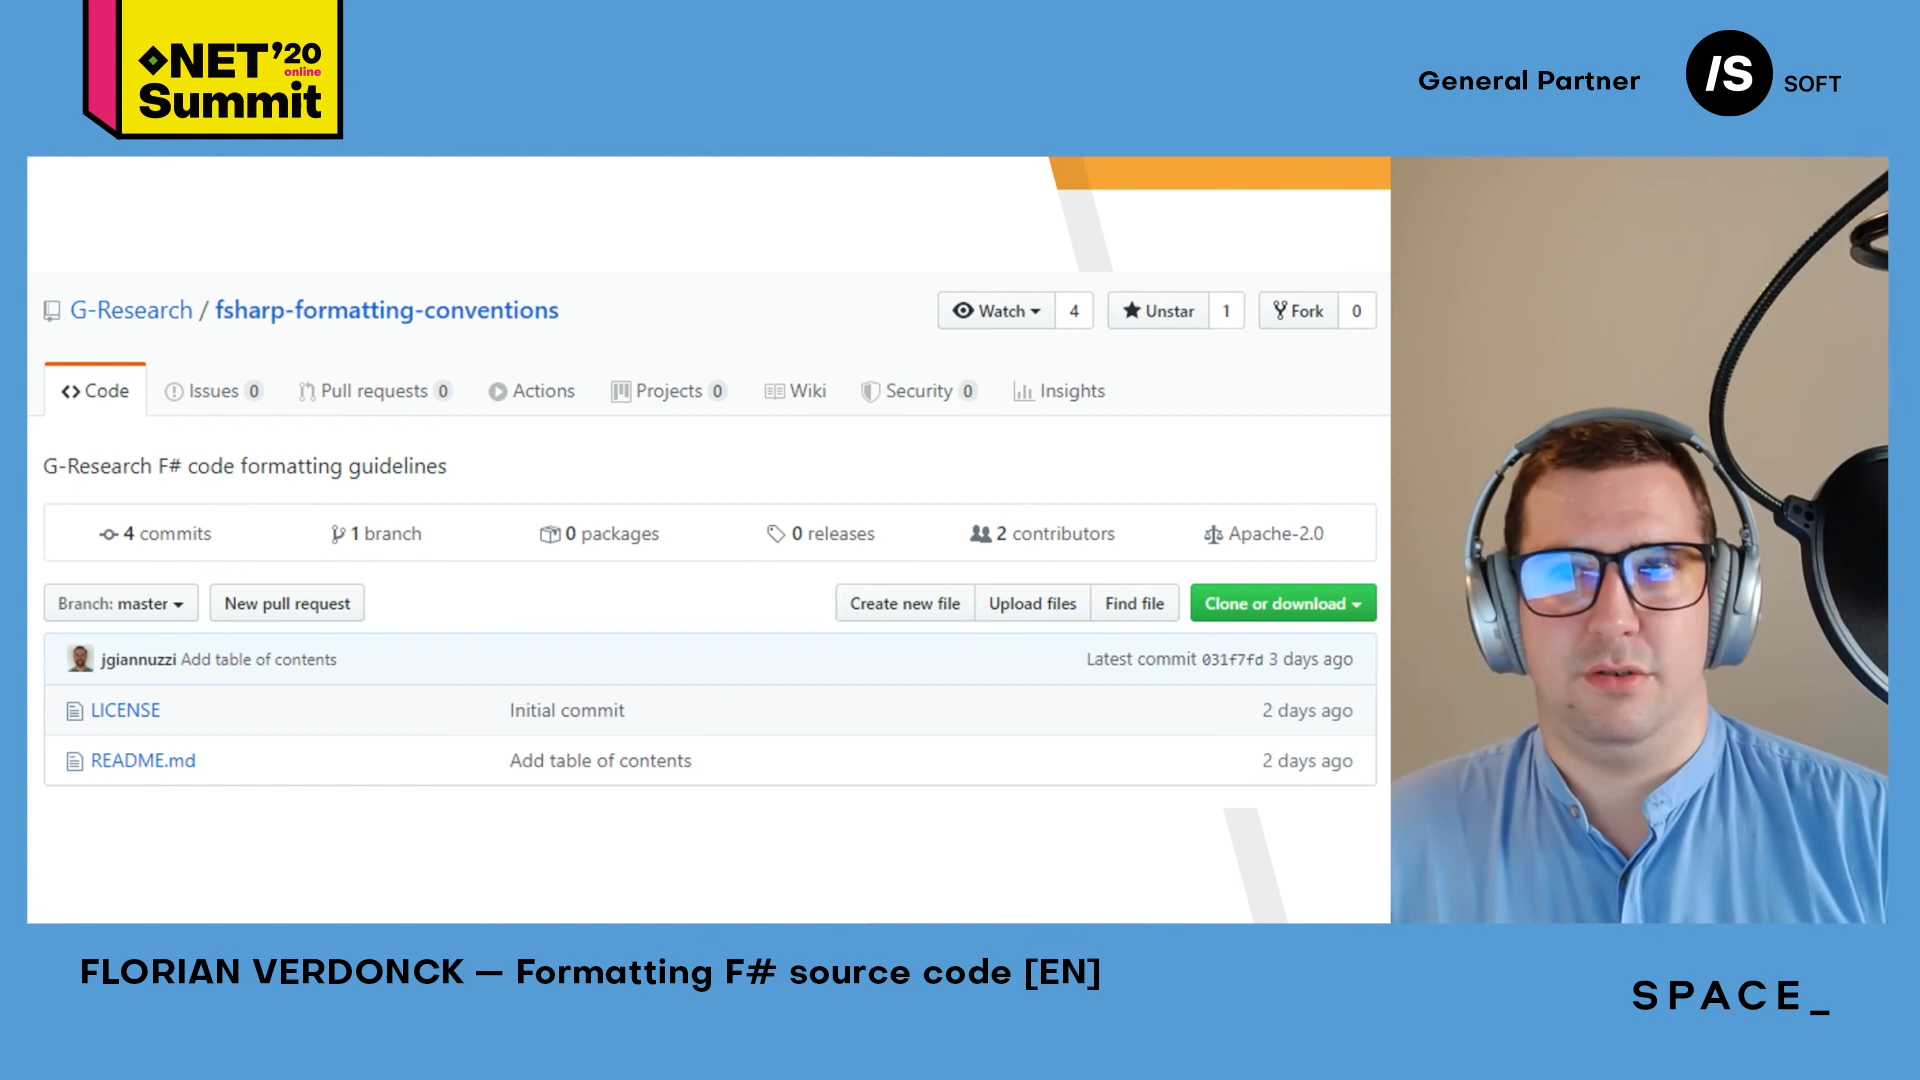 .NET'20
online
Summit
General Partner
/S SOFT
G-Research / fsharp-formatting-conventions
Watch 4
Unstar 1
Fork 0
Code
Issues 0
Pull requests 0
Actions
Projects 0
Wiki
Security 0
Insights
G-Research F# code formatting guidelines
4 commits
1 branch
0 packages
0 releases
2 contributors
Apache-2.0
Branch: master
New pull request
Create new file
Upload files
Find file
Clone or download
jgiannuzzi Add table of contents
Latest commit 031f7fd 3 days ago
LICENSE
Initial commit
2 days ago
README.md
Add table of contents
2 days ago
FLORIAN VERDONCK — Formatting F# source code [EN]
SPACE_